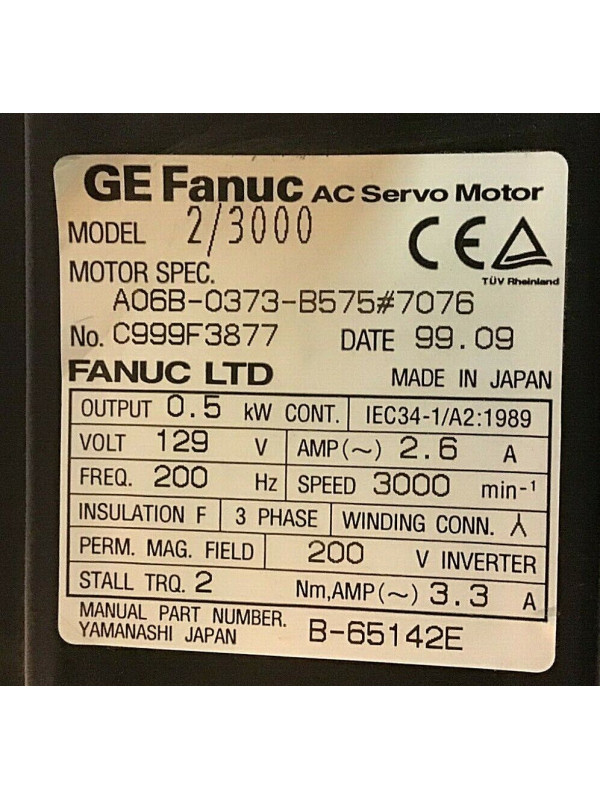 GE Fanuc AC Servo Motor
MODEL 2/3000
CE
TÜV Rheinland
MOTOR SPEC.
A06B-0373-B575#7076
No. C999F3877 DATE 99.09
FANUC LTD MADE IN JAPAN
OUTPUT 0.5 kW CONT. IEC34-1/A2:1989
VOLT 129 V AMP(~) 2.6 A
FREQ. 200 Hz SPEED 3000 min-¹
INSULATION F 3 PHASE WINDING CONN. 人
PERM. MAG. FIELD 200 V INVERTER
STALL TRQ. 2 Nm,AMP(~) 3.3 A
MANUAL PART NUMBER.
YAMANASHI JAPAN B-65142E